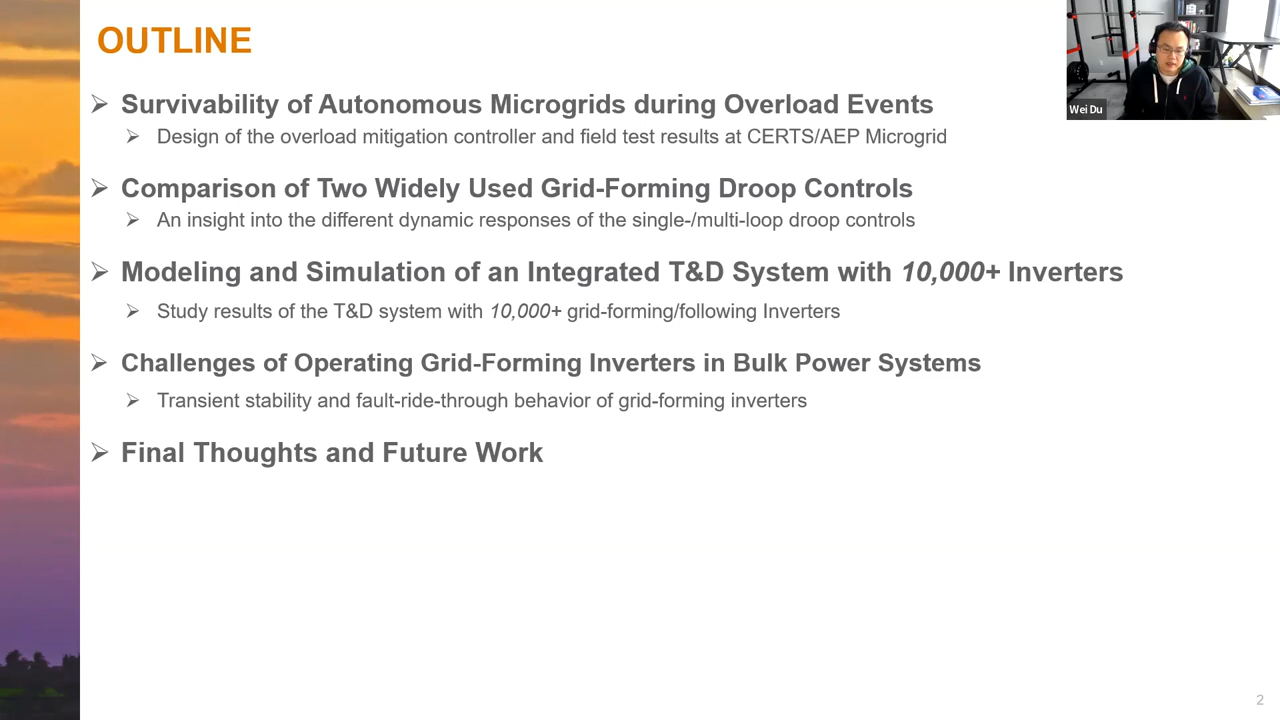 OUTLINE
Survivability of Autonomous Microgrids during Overload Events
Design of the overload mitigation controller and field test results at CERTS/AEP Microgrid
Comparison of Two Widely Used Grid-Forming Droop Controls
An insight into the different dynamic responses of the single-/multi-loop droop controls
Modeling and Simulation of an Integrated T&D System with 10,000+ Inverters
Study results of the T&D system with 10,000+ grid-forming/following Inverters
Challenges of Operating Grid-Forming Inverters in Bulk Power Systems
Transient stability and fault-ride-through behavior of grid-forming inverters
Final Thoughts and Future Work
Wei Du
2